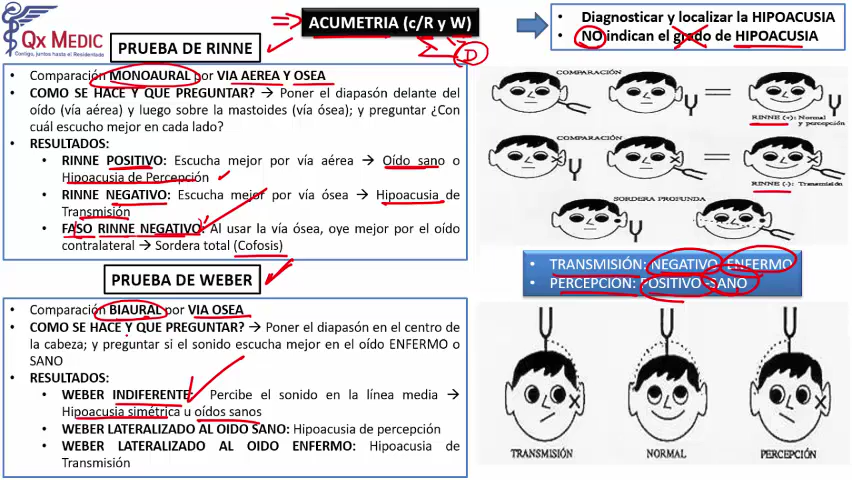 Qx MEDIC
Contigo, juntos hasta el Residentado
ACUMETRIA (c/R y W)
• Diagnosticar y localizar la HIPOACUSIA
• NO indican el grado de HIPOACUSIA
D
PRUEBA DE RINNE
• Comparación MONOAURAL por VIA AEREA Y OSEA
• COMO SE HACE Y QUE PREGUNTAR? → Poner el diapasón delante del
oído (vía aérea) y luego sobre la mastoides (vía ósea); y preguntar ¿Con
cuál escucho mejor en cada lado?
• RESULTADOS:
• RINNE POSITIVO: Escucha mejor por vía aérea → Oído sano o
Hipoacusia de Percepción
• RINNE NEGATIVO: Escucha mejor por vía ósea → Hipoacusia de
Transmisión
• FASO RINNE NEGATIVO: Al usar la vía ósea, oye mejor por el oído
contralateral → Sordera total (Cofosis)
COMPARACIÓN
RINNE (+): Normal
y percepción
COMPARACIÓN
RINNE (-): Transmisión
SORDERA PROFUNDA
• TRANSMISIÓN: NEGATIVO - ENFERMO
• PERCEPCION: POSITIVO -SANO
PRUEBA DE WEBER
• Comparación BIAURAL por VIA OSEA
• COMO SE HACE Y QUE PREGUNTAR? → Poner el diapasón en el centro de
la cabeza; y preguntar si el sonido escucha mejor en el oído ENFERMO o
SANO
• RESULTADOS:
• WEBER INDIFERENTE: Percibe el sonido en la línea media →
Hipoacusia simétrica u oídos sanos
• WEBER LATERALIZADO AL OIDO SANO: Hipoacusia de percepción
• WEBER LATERALIZADO AL OIDO ENFERMO: Hipoacusia de
Transmisión
TRANSMISIÓN
NORMAL
PERCEPCIÓN